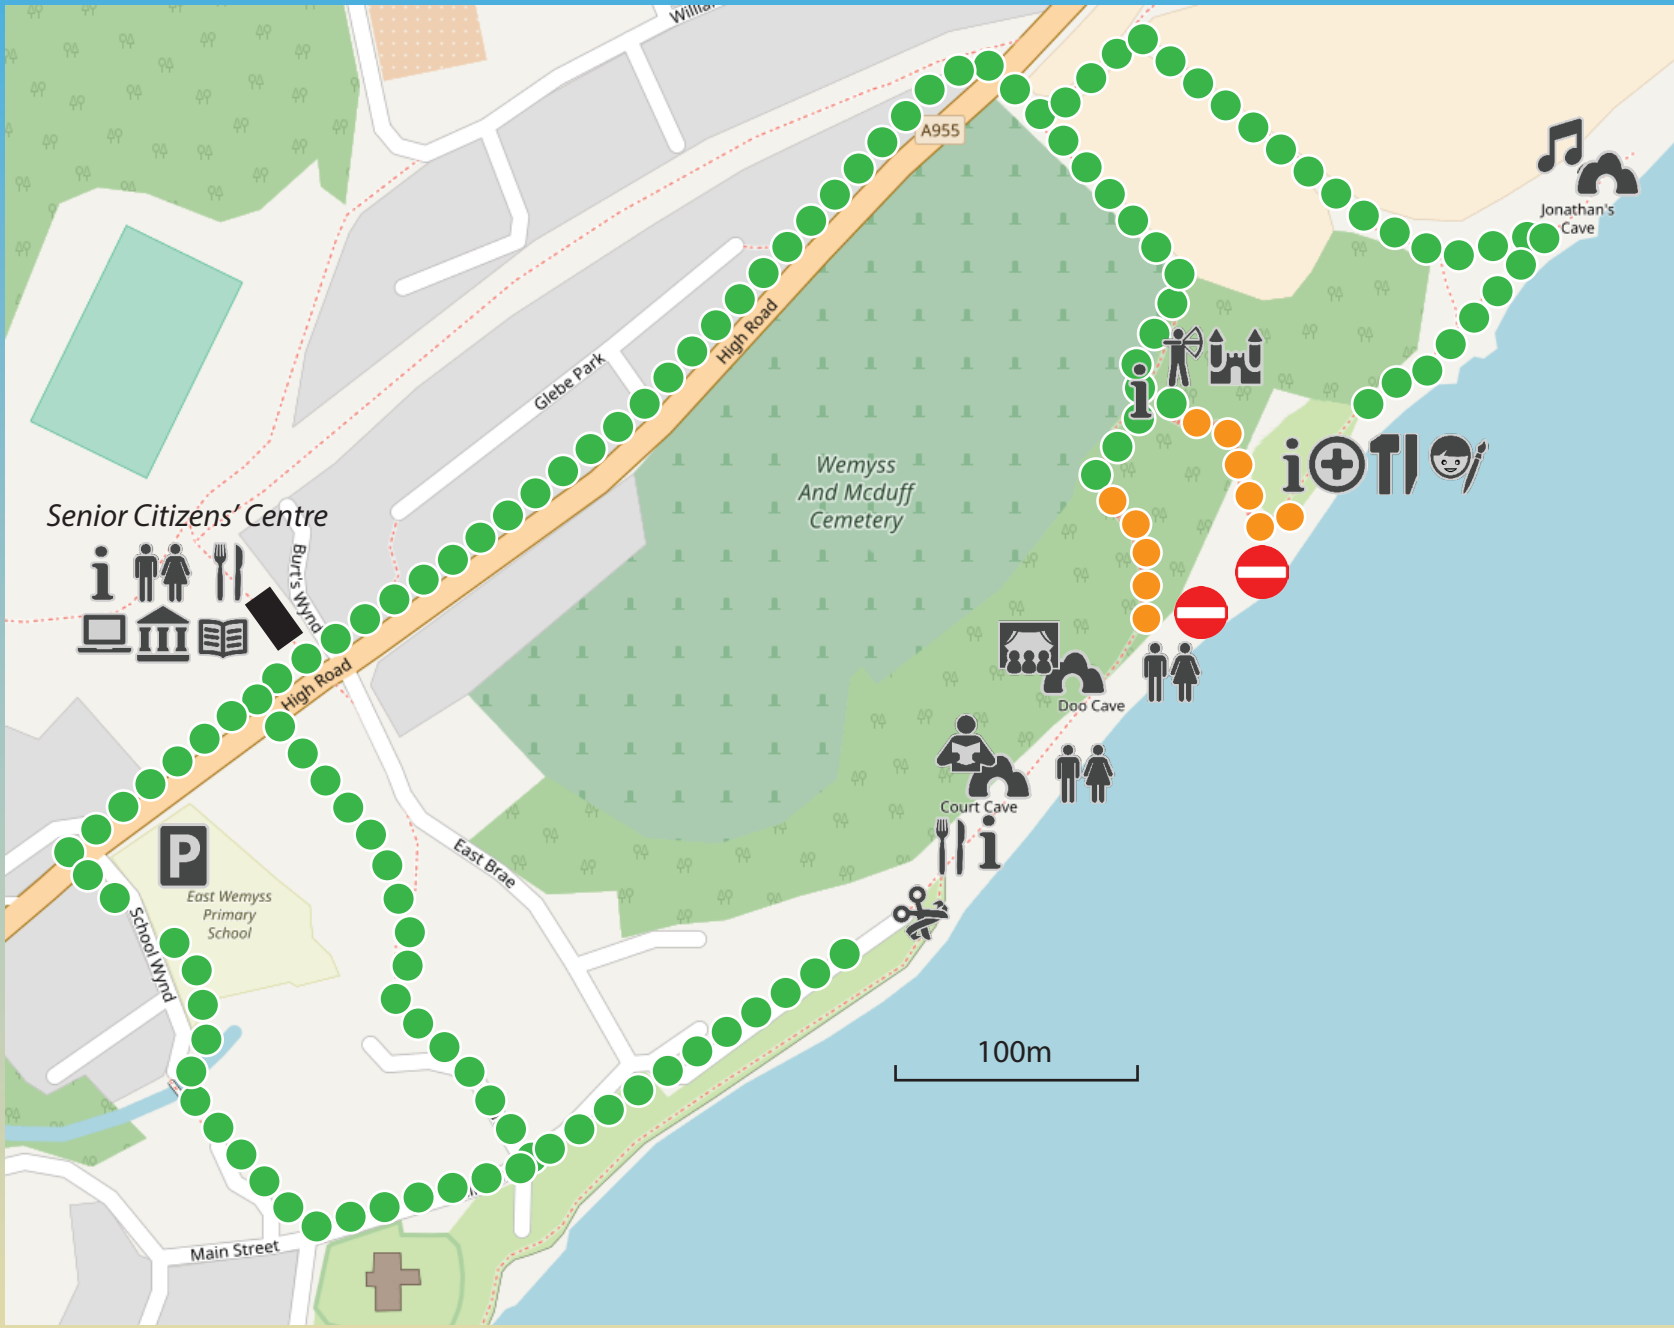 A955
Jonathan's
Cave
High Road
Glebe Park
Wemyss
And Mcduff
Cemetery
Senior Citizens' Centre
Burt's Wynd
High Road
Doo Cave
Court Cave
East Brae
P
East Wemyss
Primary
School
School Wynd
100m
Main Street